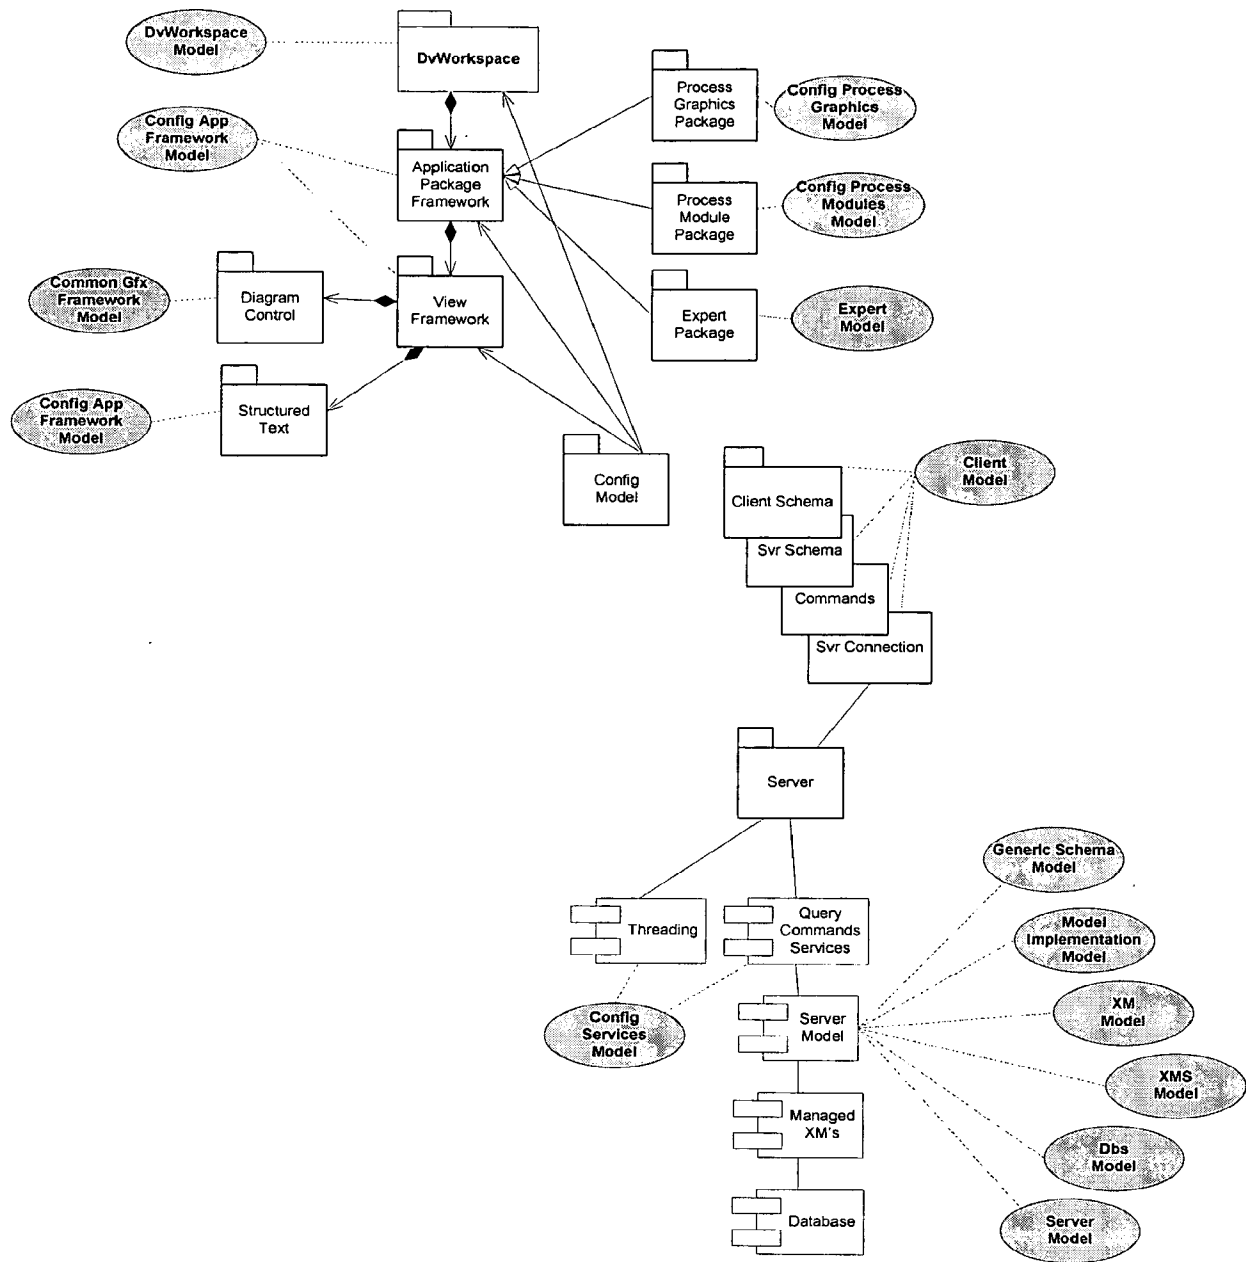 DvWorkspace
Model
DvWorkspace
Config App
Framework
Model
Process
Graphics
Package
Config Process
Graphics
Model
Application
Package
Framework
Process
Module
Package
Config Process
Modules
Model
Common Gfx
Framework
Model
Diagram
Control
View
Framework
Expert
Package
Expert
Model
Config App
Framework
Model
Structured
Text
Config
Model
Client Schema
Client
Model
Svr Schema
Commands
Svr Connection
Server
Threading
Query
Commands
Services
Generic Schema
Model
Model
Implementation
Model
Config
Services
Model
Server
Model
XM
Model
XMS
Model
Managed
XM's
Dbs
Model
Database
Server
Model